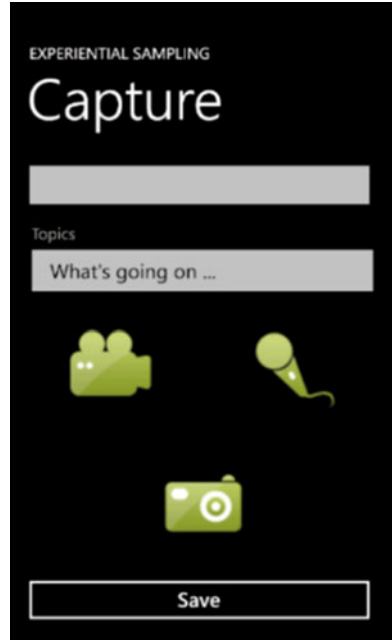 EXPERIENTIAL SAMPLING
Capture
Topics
What's going on ...
Save